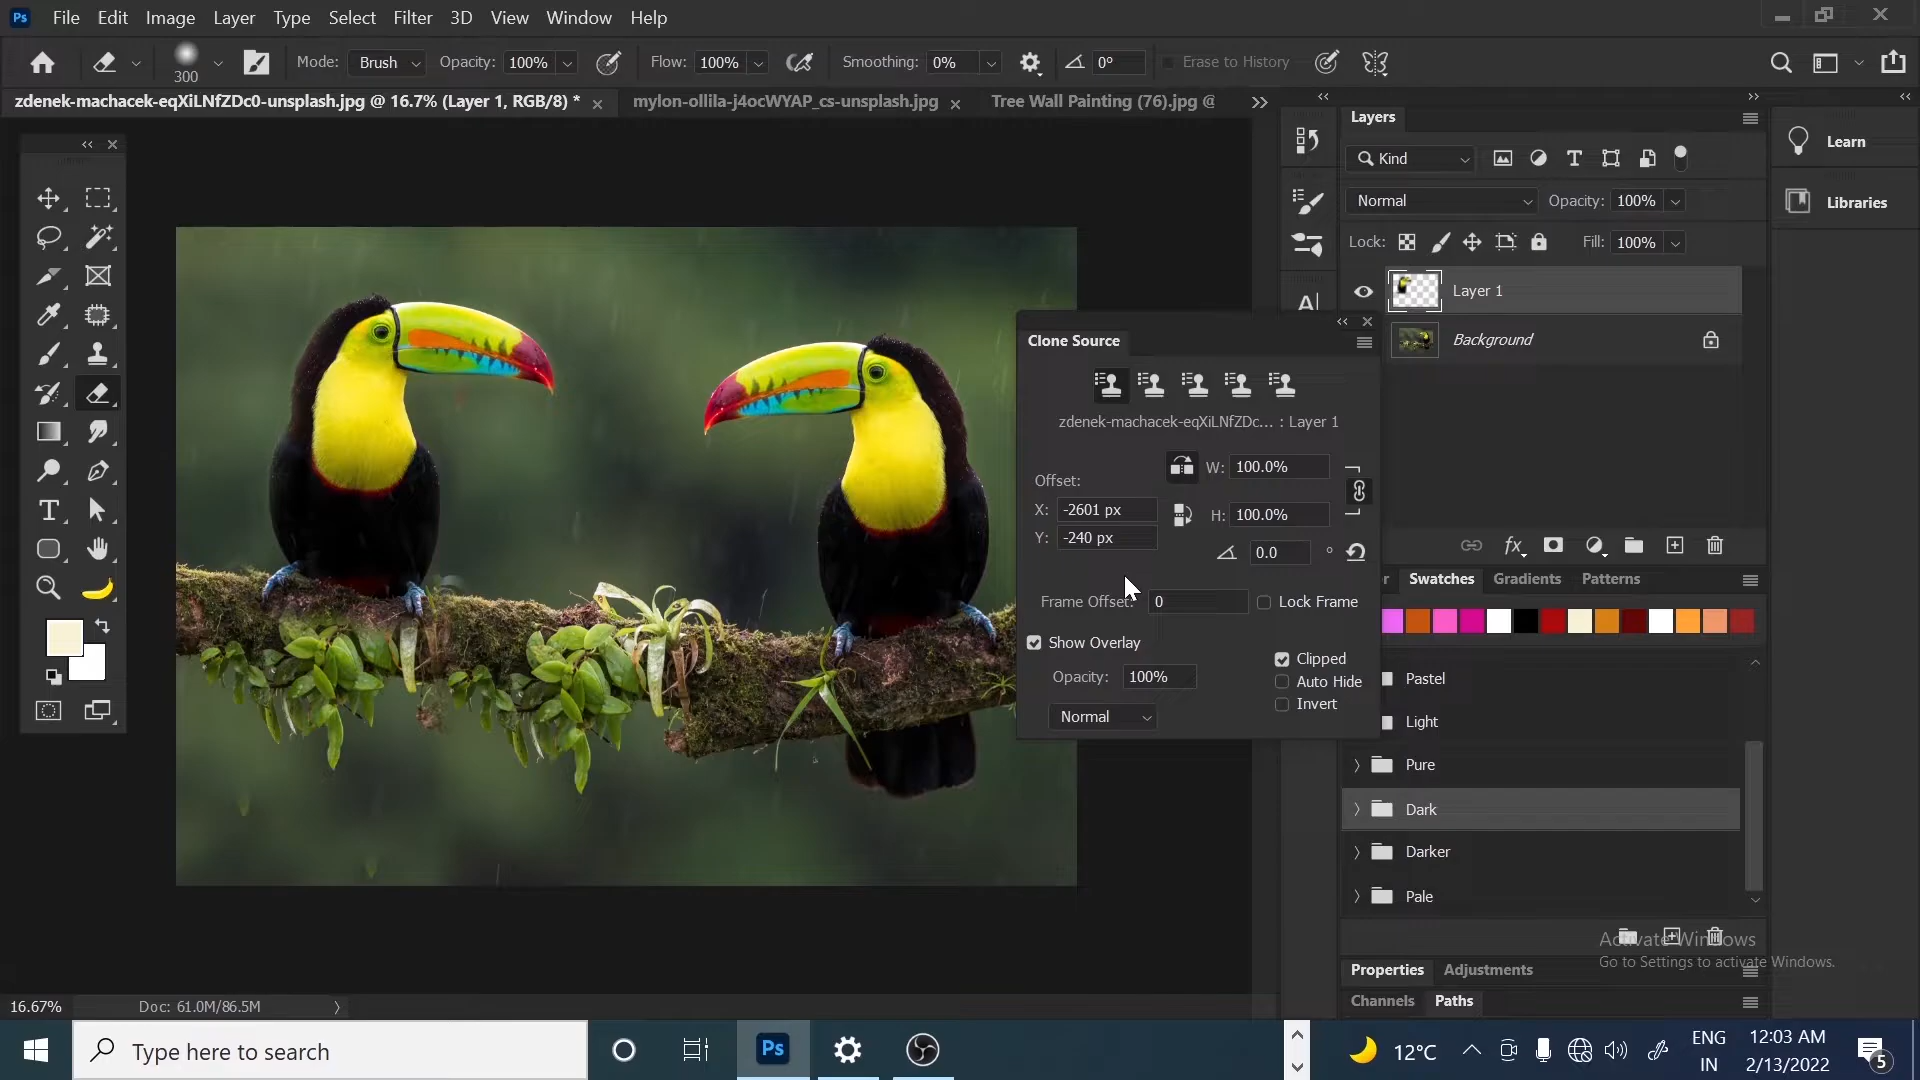 Ps File Edit Image Layer Type Select Filter 3D View Window Help
300 Mode: Brush Opacity: 100% Flow: 100% Smoothing: 0% 0° Erase to History
zdenek-machacek-eqXiLNfZDc0-unsplash.jpg @ 16.7% (Layer 1, RGB/8) * mylon-ollila-j4ocWYAP_cs-unsplash.jpg Tree Wall Painting (76).jpg @
Layers
Kind
Normal Opacity: 100%
Lock: Fill: 100%
Layer 1
Background
Learn
Libraries
Clone Source
zdenek-machacek-eqXiLNfZDc... : Layer 1
Offset:
W: 100.0%
X: -2601 px
H: 100.0%
Y: -240 px
0.0 °
Frame Offset: 0 Lock Frame
Show Overlay
Opacity: 100%
Normal
Clipped
Auto Hide
Invert
Swatches Gradients Patterns
Pastel
Light
Pure
Dark
Darker
Pale
Activate Windows
Go to Settings to activate Windows.
Properties Adjustments
Channels Paths
16.67% Doc: 61.0M/86.5M
Type here to search
Ps
12°C
ENG
IN
12:03 AM
2/13/2022
5